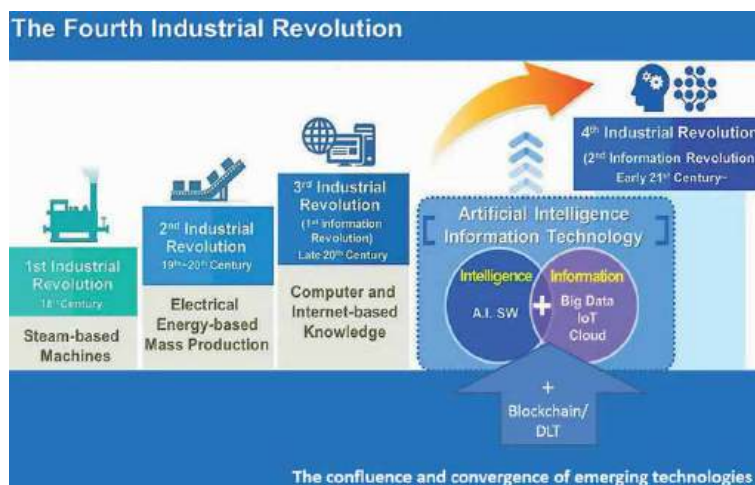 The Fourth Industrial Revolution
1st Industrial
Revolution
18th Century
Steam-based
Machines
2nd Industrial
Revolution
19th~20th Century
Electrical
Energy-based
Mass Production
3rd Industrial
Revolution
(1st Information
Revolution)
Late 20th Century
Computer and
Internet-based
Knowledge
4th Industrial Revolution
(2nd Information Revolution)
Early 21st Century~
Artificial Intelligence
Information Technology
Intelligence
A.I. SW
+
Information
Big Data
IoT
Cloud
+
Blockchain/
DLT
The confluence and convergence of emerging technologies